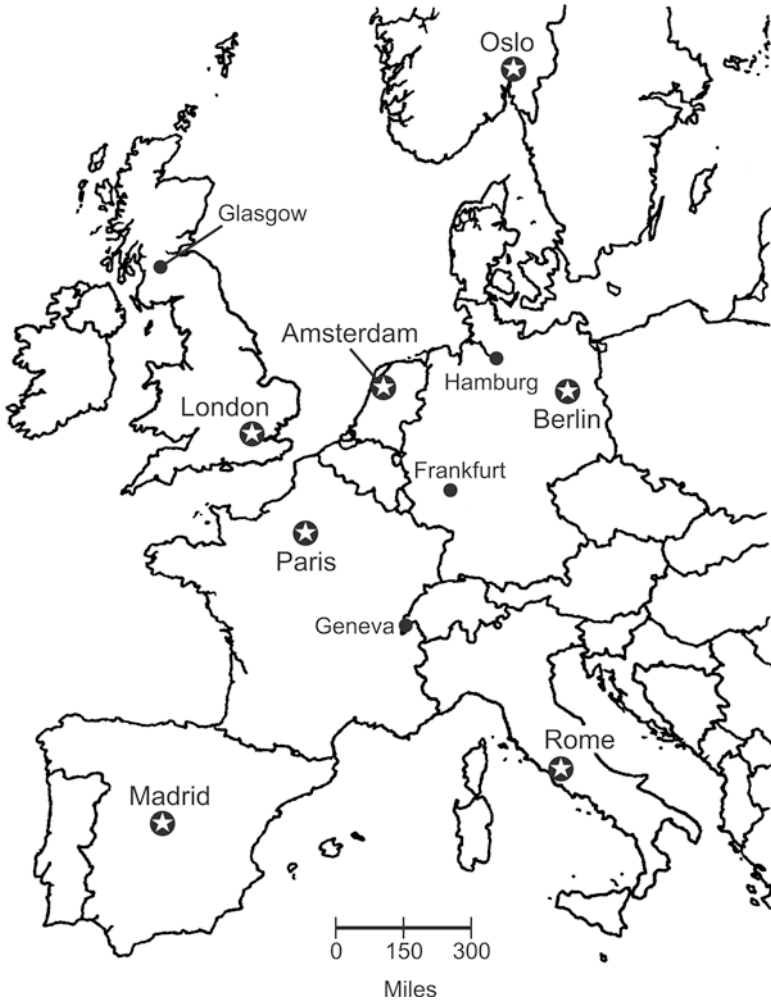 Oslo
Glasgow
Amsterdam
Hamburg
London
Berlin
Frankfurt
Paris
Geneva
Rome
Madrid
0 150 300
Miles